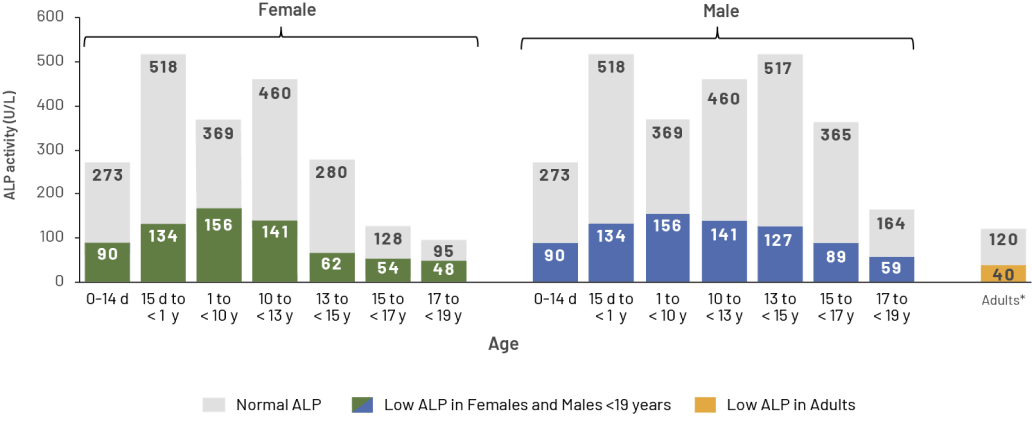 Female
Male
ALP activity (U/L)
600
500
400
300
200
100
0
273
518
369
460
280
128
95
90
134
156
141
62
54
48
273
518
369
460
517
365
164
120
90
134
156
141
127
89
59
40
0-14 d
15 d to
< 1 y
1 to
< 10 y
10 to
< 13 y
13 to
< 15 y
15 to
< 17 y
17 to
< 19 y
0-14 d
15 d to
< 1 y
1 to
< 10 y
10 to
< 13 y
13 to
< 15 y
15 to
< 17 y
17 to
< 19 y
Adults*
Age
Normal ALP
Low ALP in Females and Males <19 years
Low ALP in Adults